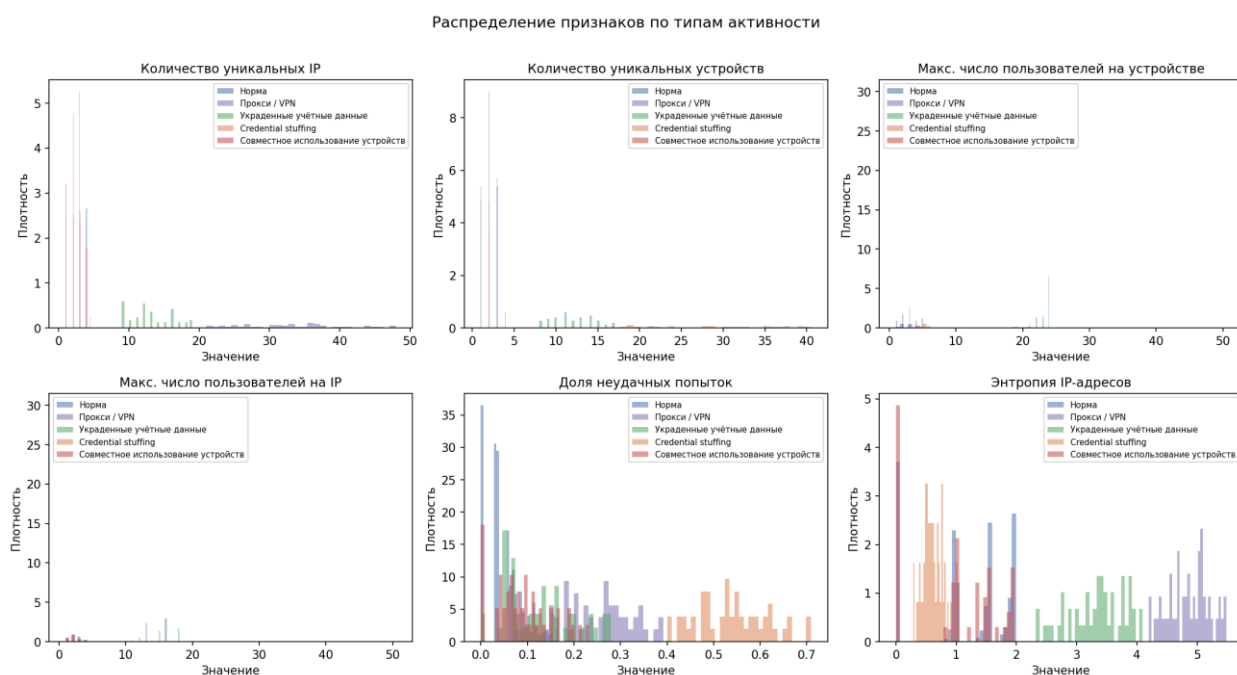 Распределение признаков по типам активности
Количество уникальных IP
Плотность
5
4
3
2
1
0
Норма
Прокси / VPN
Украденные учётные данные
Credential stuffing
Совместное использование устройств
0 10 20 30 40 50
Значение
Количество уникальных устройств
Плотность
8
6
4
2
0
Норма
Прокси / VPN
Украденные учётные данные
Credential stuffing
Совместное использование устройств
0 5 10 15 20 25 30 35 40
Значение
Макс. число пользователей на устройстве
Плотность
30
25
20
15
10
5
0
Норма
Прокси / VPN
Украденные учётные данные
Credential stuffing
Совместное использование устройств
0 10 20 30 40 50
Значение
Макс. число пользователей на IP
Плотность
30
25
20
15
10
5
0
Норма
Прокси / VPN
Украденные учётные данные
Credential stuffing
Совместное использование устройств
0 10 20 30 40 50
Значение
Доля неудачных попыток
Плотность
35
30
25
20
15
10
5
0
Норма
Прокси / VPN
Украденные учётные данные
Credential stuffing
Совместное использование устройств
0.0 0.1 0.2 0.3 0.4 0.5 0.6 0.7
Значение
Энтропия IP-адресов
Плотность
5
4
3
2
1
0
Норма
Прокси / VPN
Украденные учётные данные
Credential stuffing
Совместное использование устройств
0 1 2 3 4 5
Значение